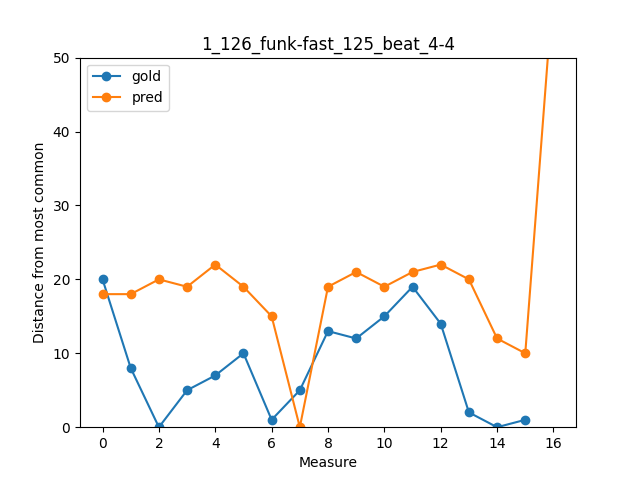 1_126_funk-fast_125_beat_4-4
gold
pred
50
40
30
20
10
0
Distance from most common
0 2 4 6 8 10 12 14 16
Measure